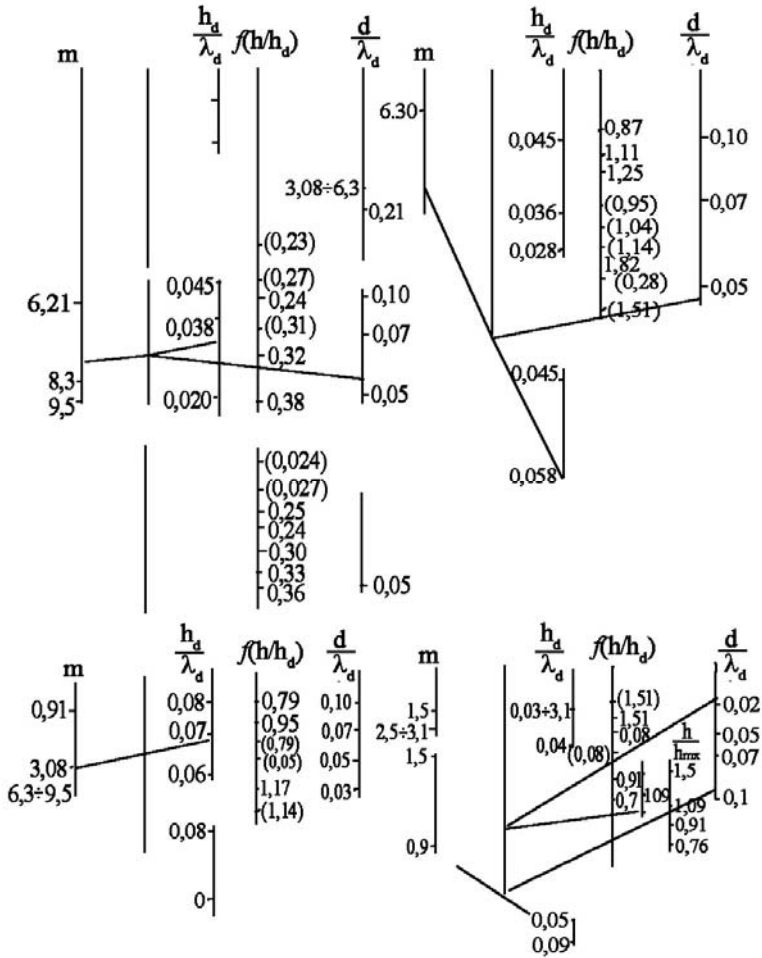 m h_d/λ_d f(h/h_d) d/λ_d
3,08÷6,3
0,21
(0,23)
0,045 (0,27)
6,21 0,24 0,10
0,038 (0,31) 0,07
0,32
8,3
9,5 0,020 0,38 0,05
(0,024)
(0,027)
0,25
0,24
0,30
0,33 0,05
0,36
m h_d/λ_d f(h/h_d) d/λ_d
6.30
0,87
0,045 1,11 0,10
1,25
0,036 (0,95) 0,07
(1,04)
0,028 (1,14)
1,82
(0,28) 0,05
(1,51)
0,045
0,058
m h_d/λ_d f(h/h_d) d/λ_d
0,91 0,08 0,79 0,10
0,07 0,95 0,07
(0,79)
3,08 0,06 (0,05) 0,05
6,3÷9,5 1,17 0,03
(1,14)
0,08
0
m h_d/λ_d f(h/h_d) d/λ_d
1,5 0,03÷3,1 (1,51) 0,02
2,5÷3,1 1,51
0,04 0,08 h/h_mx 0,05
1,5 (0,08) 0,07
0,91 1,5
0,7 109 1,09 0,1
0,9 0,91
0,76
0,05
0,09